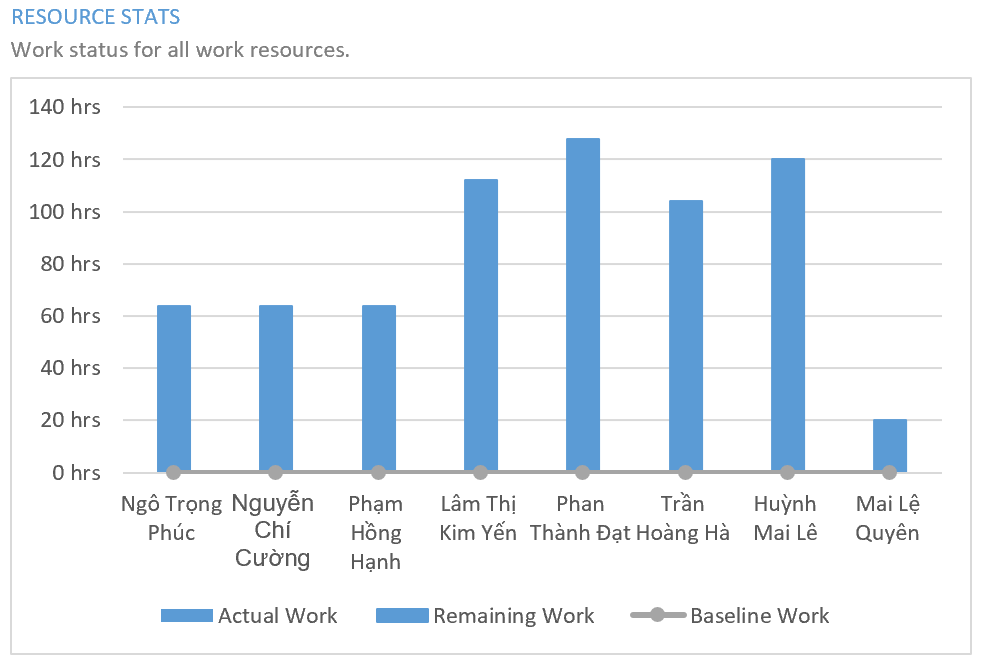 RESOURCE STATS
Work status for all work resources.
140 hrs
120 hrs
100 hrs
80 hrs
60 hrs
40 hrs
20 hrs
0 hrs
Ngô Trọng
Phúc
Nguyễn
Chí
Cường
Phạm
Hồng
Hạnh
Lâm Thị
Kim Yến
Phan
Thành Đạt
Trần
Hoàng Hà
Huỳnh
Mai Lê
Mai Lệ
Quyên
Actual Work
Remaining Work
Baseline Work